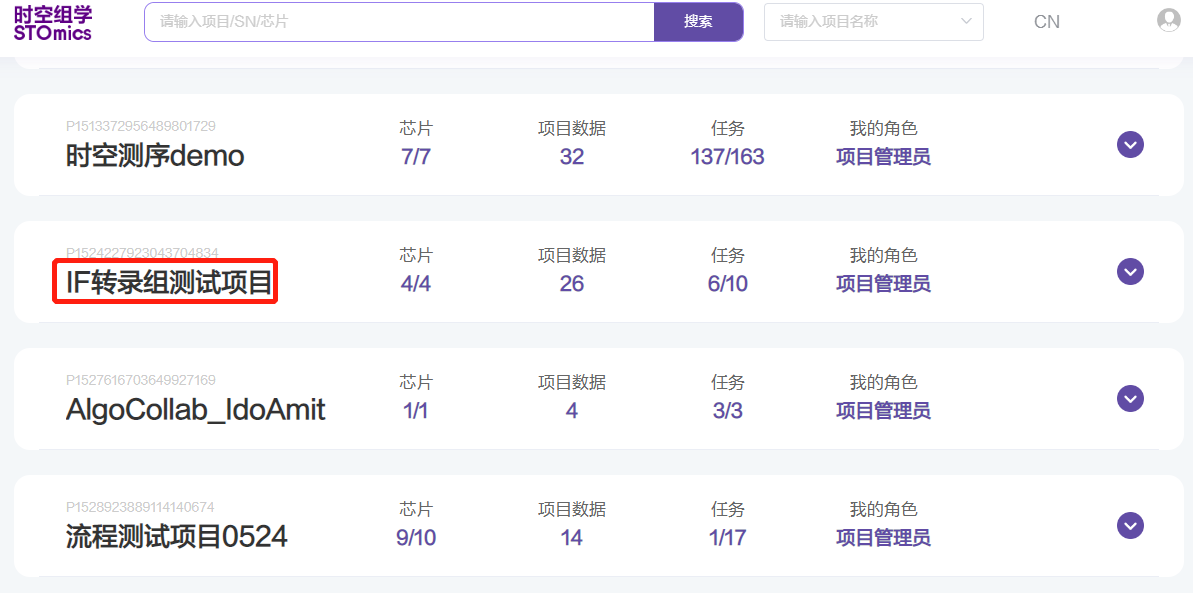 时空组学
STOmics
请输入项目/SN/芯片
搜索
请输入项目名称
CN
P1513372956489801729
时空测序demo
芯片
7/7
项目数据
32
任务
137/163
我的角色
项目管理员
P1524227923043704834
IF转录组测试项目
芯片
4/4
项目数据
26
任务
6/10
我的角色
项目管理员
P1527616703649927169
AlgoCollab_IdoAmit
芯片
1/1
项目数据
4
任务
3/3
我的角色
项目管理员
P1528923889114140674
流程测试项目0524
芯片
9/10
项目数据
14
任务
1/17
我的角色
项目管理员